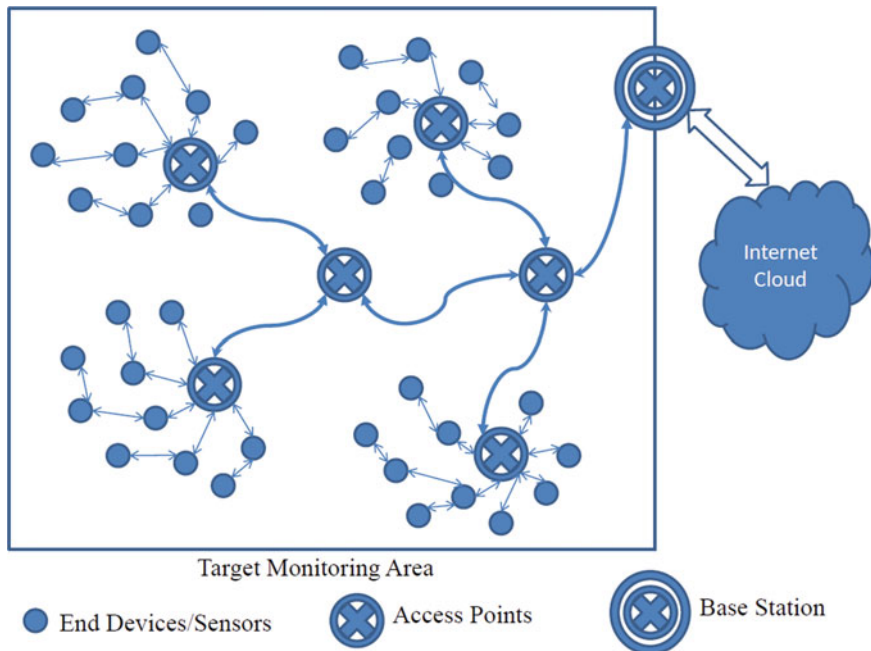 Internet
Cloud
Target Monitoring Area
End Devices/Sensors
Access Points
Base Station